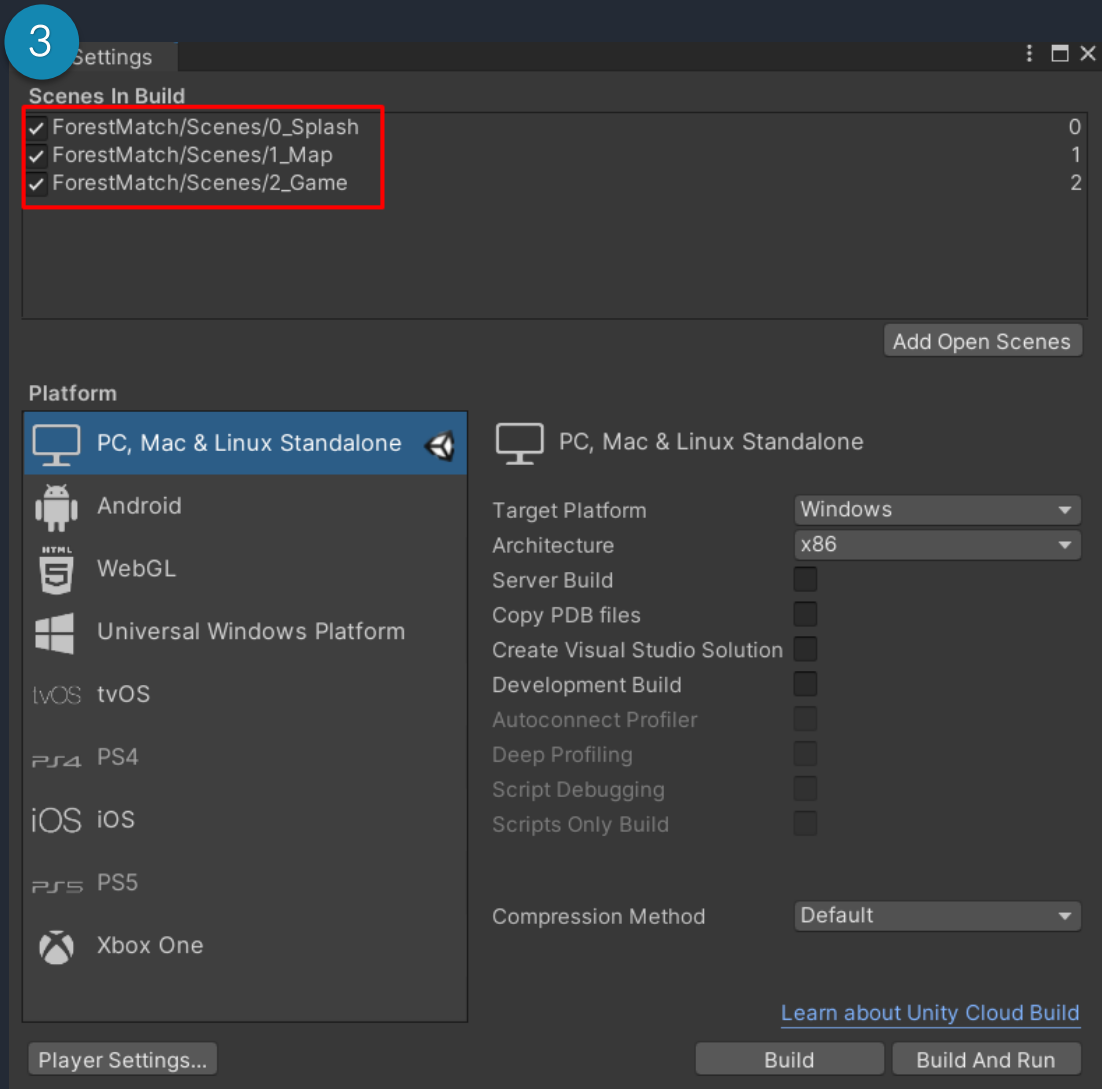 3
Settings
Scenes In Build
ForestMatch/Scenes/0_Splash 0
ForestMatch/Scenes/1_Map 1
ForestMatch/Scenes/2_Game 2
Add Open Scenes
Platform
PC, Mac & Linux Standalone
Android
HTML 5 WebGL
Universal Windows Platform
tvOS tvOS
PS4 PS4
iOS iOS
PS5 PS5
Xbox One
PC, Mac & Linux Standalone
Target Platform Windows
Architecture x86
Server Build
Copy PDB files
Create Visual Studio Solution
Development Build
Autoconnect Profiler
Deep Profiling
Script Debugging
Scripts Only Build
Compression Method Default
Learn about Unity Cloud Build
Player Settings... Build Build And Run